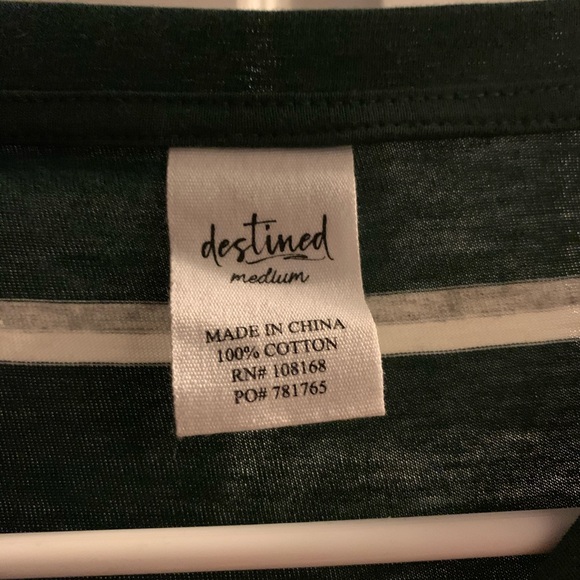 destined
medium
MADE IN CHINA
100% COTTON
RN# 108168
PO# 781765